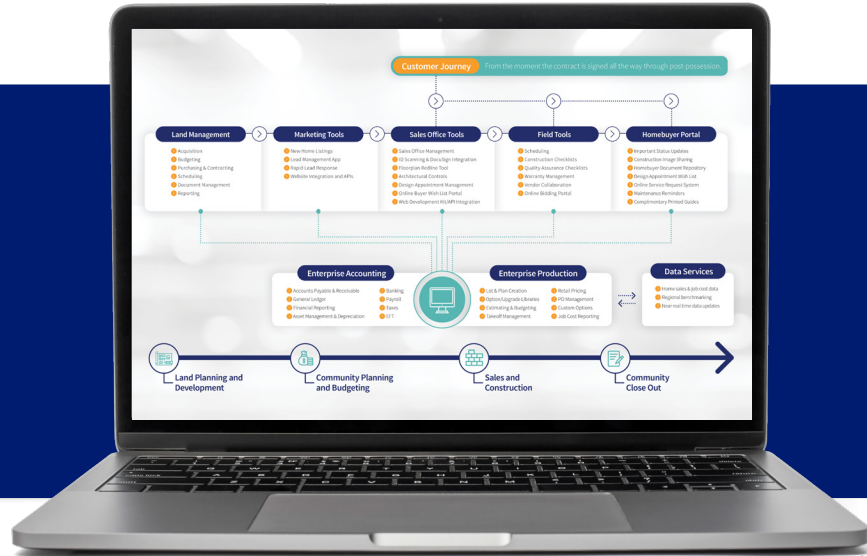 Customer Journey From the moment the contract is signed all the way through post-possession.
Land Management
Acquisition
Budgeting
Purchasing & Contracting
Scheduling
Document Management
Reporting
Marketing Tools
New Home Listings
Lead Management App
Rapid Lead Response
Website Integration and APIs
Sales Office Tools
Sales Office Management
ID Scanning & DocuSign Integration
Floorplan Redline Tool
Architectural Controls
Design Appointment Management
Online Buyer Wish List Portal
Web Development Kit/API Integration
Field Tools
Scheduling
Construction Checklists
Quality Assurance Checklists
Warranty Management
Vendor Collaboration
Online Bidding Portal
Homebuyer Portal
Important Status Updates
Construction Image Sharing
Homebuyer Document Repository
Design Appointment Wish List
Online Service Request System
Maintenance Reminders
Complimentary Printed Guides
Enterprise Accounting
Accounts Payable & Receivable
General Ledger
Financial Reporting
Asset Management & Depreciation
Banking
Payroll
Taxes
EFT
Enterprise Production
Lot & Plan Creation
Option/Upgrade Libraries
Estimating & Budgeting
Takeoff Management
Retail Pricing
PO Management
Custom Options
Job Cost Reporting
Data Services
Home sales & job cost data
Regional benchmarking
Near real time data updates
Land Planning and
Development
Community Planning
and Budgeting
Sales and
Construction
Community
Close Out